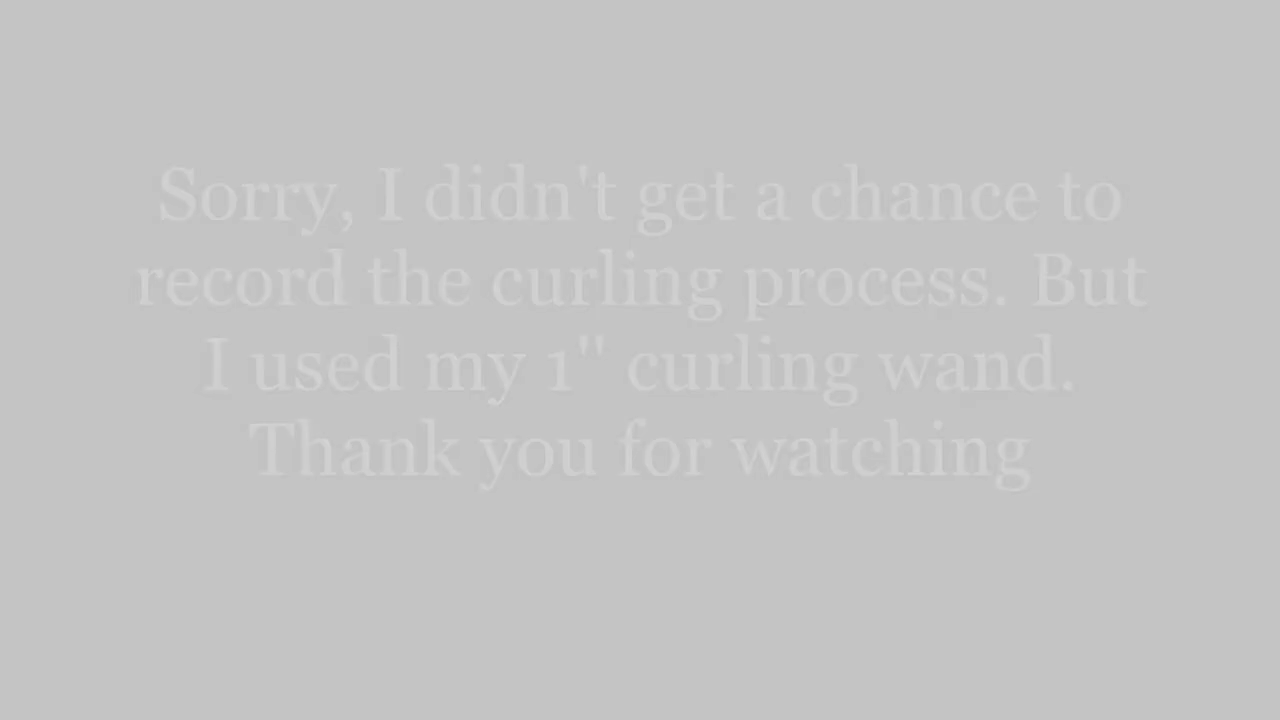 Sorry, I didn't get a chance to
record the curling process. But
I used my 1" curling wand.
Thank you for watching